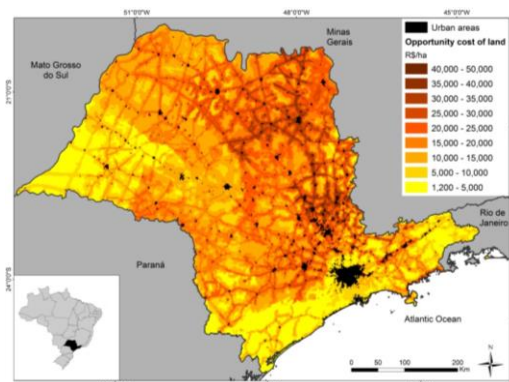 51°0'0"W
48°0'0"W
45°0'0"W
Urban areas
Opportunity cost of land
R$/ha
40,000 - 50,000
35,000 - 40,000
30,000 - 35,000
25,000 - 30,000
20,000 - 25,000
15,000 - 20,000
10,000 - 15,000
5,000 - 10,000
1,200 - 5,000
Minas
Gerais
Mato Grosso
do Sul
21°0'0"S
Rio de
Janeiro
Paraná
24°0'0"S
Atlantic Ocean
N
0 50 100 200
Km